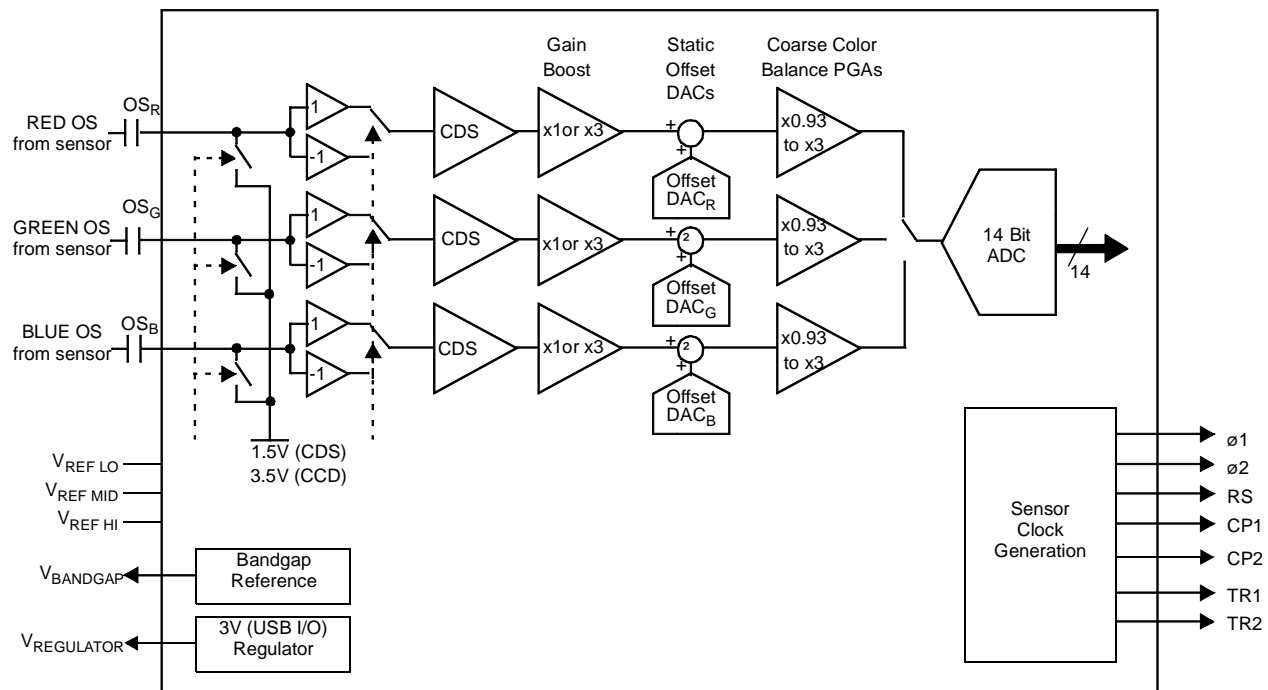 Gain Boost
Static Offset DACs
Coarse Color Balance PGAs
OSR
RED OS from sensor
1
-1
CDS
x1or x3
+
+
Offset DACR
x0.93 to x3
OSG
GREEN OS from sensor
1
-1
CDS
x1or x3
+
2
+
Offset DACG
x0.93 to x3
14 Bit ADC
14
OSB
BLUE OS from sensor
1
-1
CDS
x1or x3
+
2
+
Offset DACB
x0.93 to x3
1.5V (CDS)
3.5V (CCD)
VREF LO
VREF MID
VREF HI
VBANDGAP
Bandgap Reference
VREGULATOR
3V (USB I/O) Regulator
Sensor Clock Generation
ø1
ø2
RS
CP1
CP2
TR1
TR2